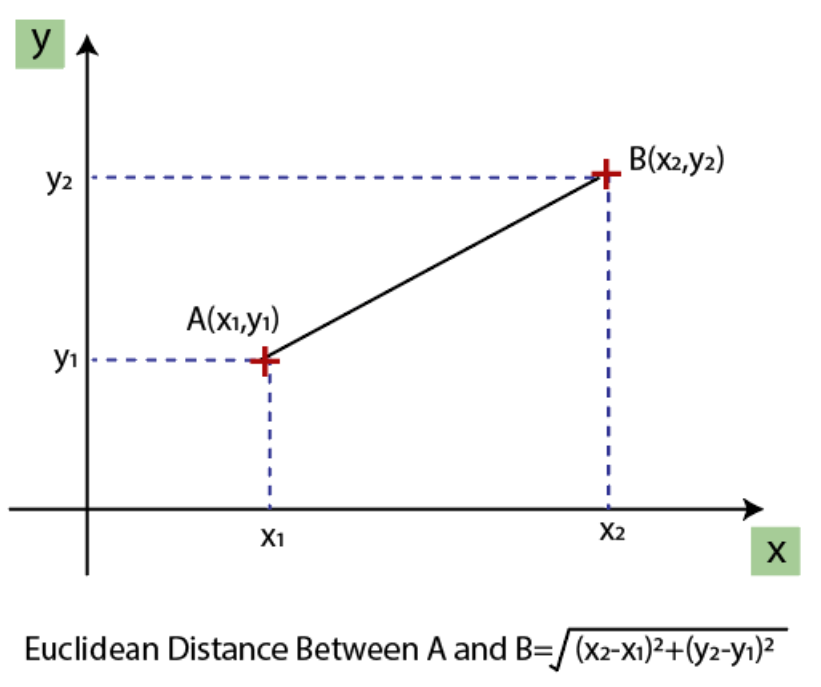 y
B(x₂,y₂)
y₂
A(x₁,y₁)
y₁
x₁
x₂
x
Euclidean Distance Between A and B=√(x₂-x₁)²+(y₂-y₁)²